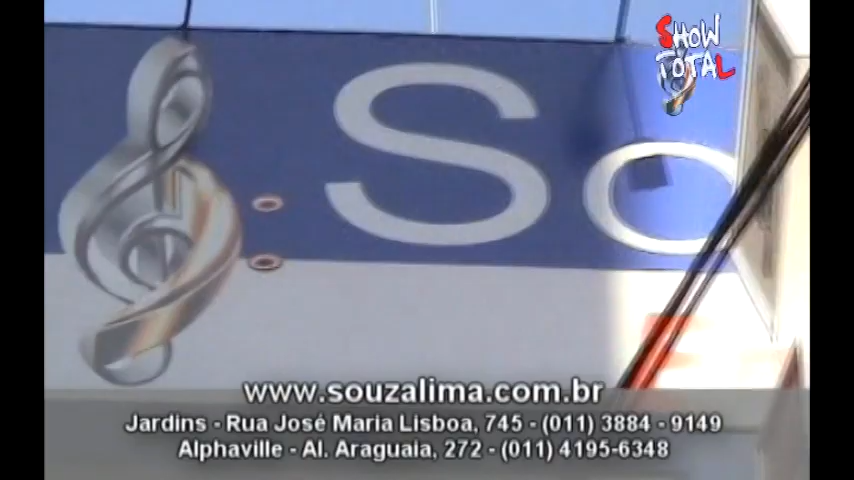 SHOW
TOTAL
So
www.souzalima.com.br
Jardins - Rua José Maria Lisboa, 745 - (011) 3884 - 9149
Alphaville - Al. Araguaia, 272 - (011) 4195-6348